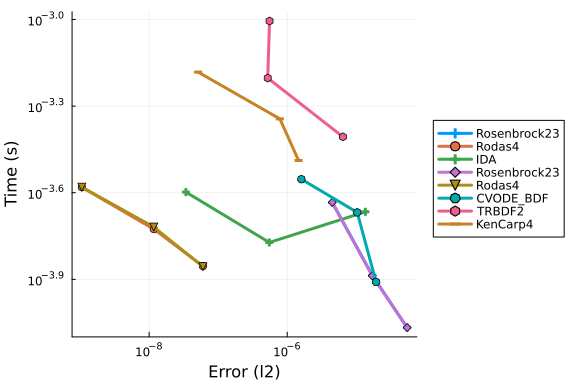 10⁻³·⁰
10⁻³·³
10⁻³·⁶
10⁻³·⁹
Time (s)
10⁻⁸
10⁻⁶
Error (l2)
Rosenbrock23
Rodas4
IDA
Rosenbrock23
Rodas4
CVODE_BDF
TRBDF2
KenCarp4